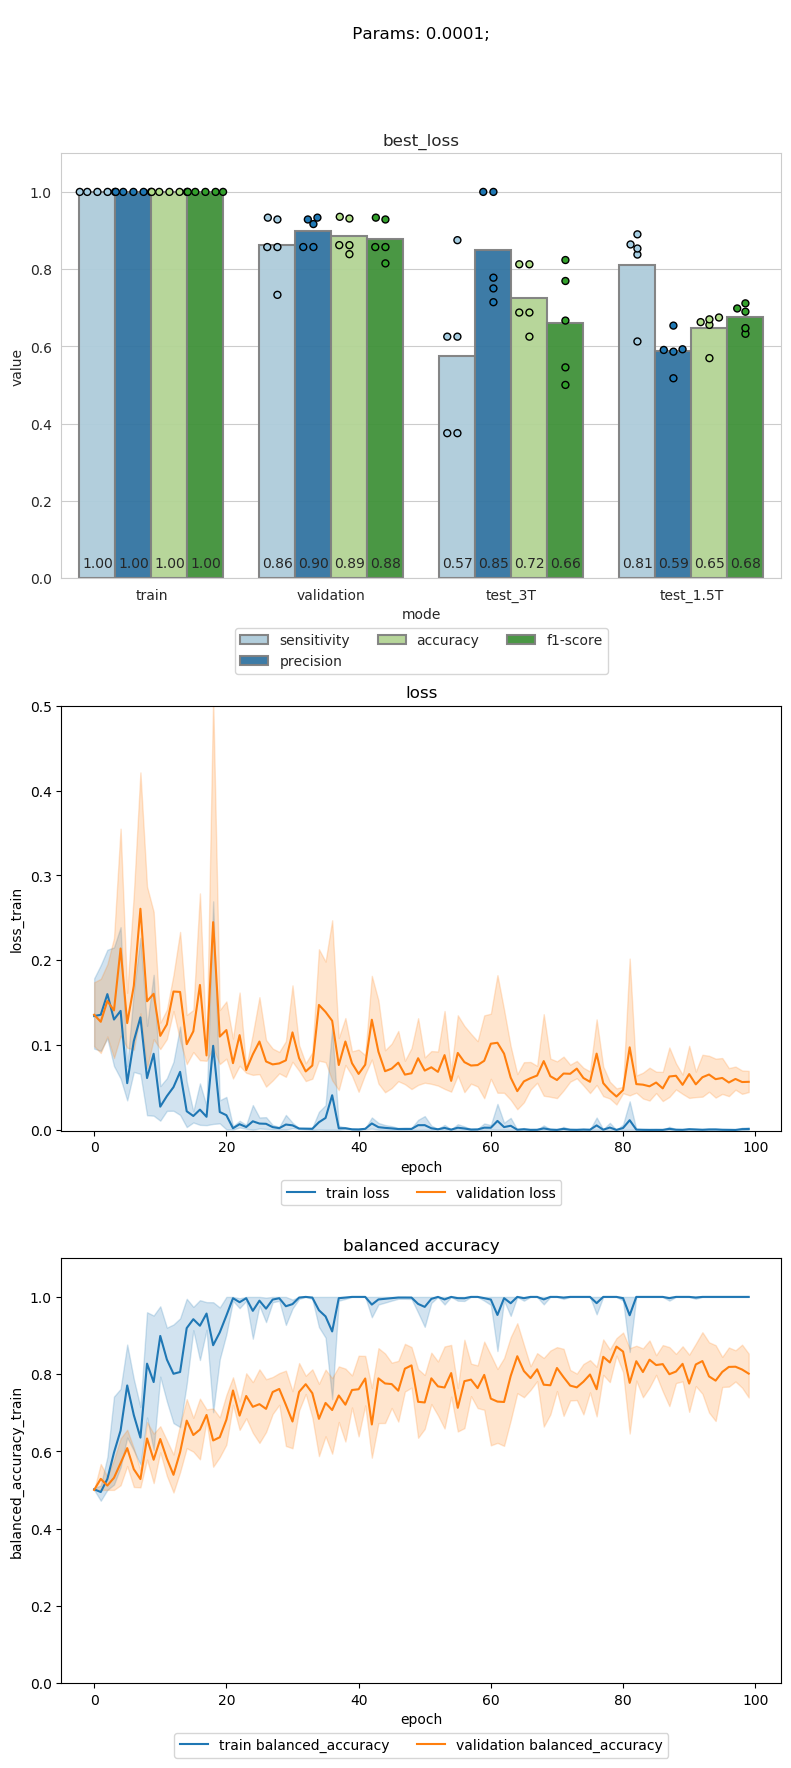 Params: 0.0001;
best_loss
1.0
0.8
0.6
0.4
0.2
0.0
value
1.00 1.00 1.00 1.00 0.86 0.90 0.89 0.88 0.57 0.85 0.72 0.66 0.81 0.59 0.65 0.68
train validation test_3T test_1.5T
mode
sensitivity accuracy f1-score
precision
loss
0.5
0.4
0.3
0.2
0.1
0.0
loss_train
0 20 40 60 80 100
epoch
train loss validation loss
balanced accuracy
1.0
0.8
0.6
0.4
0.2
0.0
balanced_accuracy_train
0 20 40 60 80 100
epoch
train balanced_accuracy validation balanced_accuracy